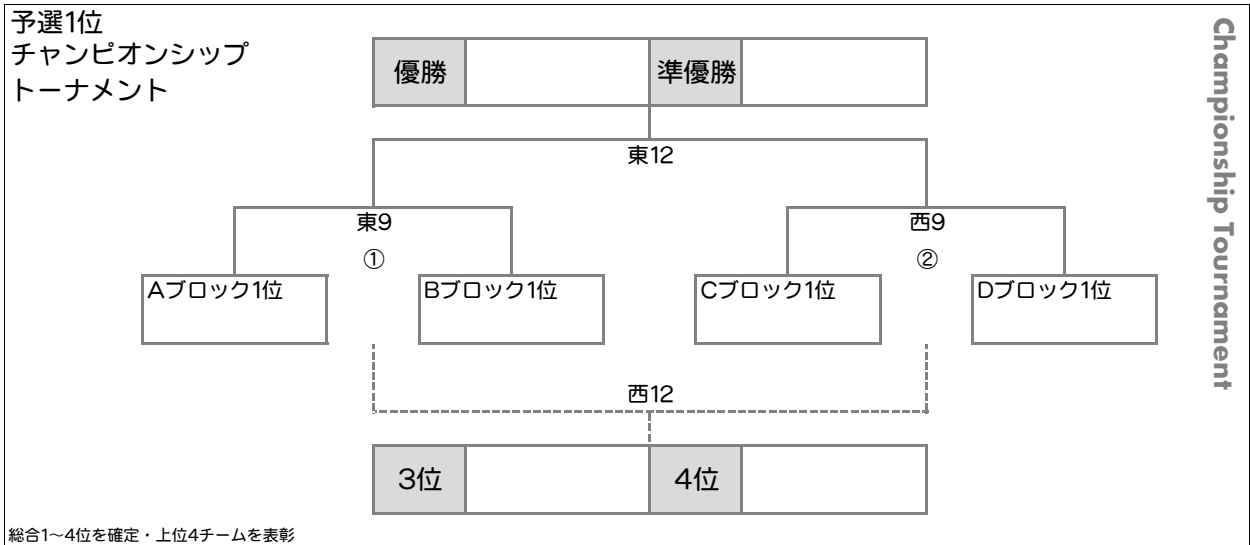 予選1位
チャンピオンシップ
トーナメント
優勝
準優勝
東12
東9
西9
①
②
Aブロック1位
Bブロック1位
Cブロック1位
Dブロック1位
西12
3位
4位
総合1～4位を確定・上位4チームを表彰
Championship Tournament